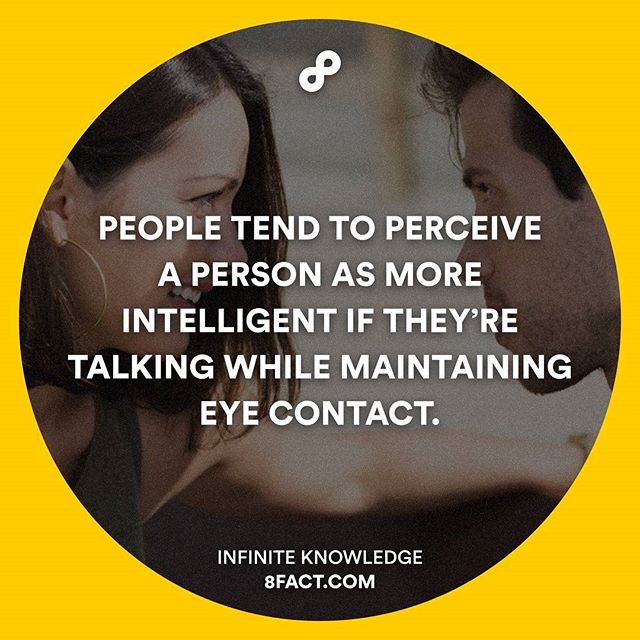 PEOPLE TEND TO PERCEIVE
A PERSON AS MORE
INTELLIGENT IF THEY’RE
TALKING WHILE MAINTAINING
EYE CONTACT.
INFINITE KNOWLEDGE
8FACT.COM